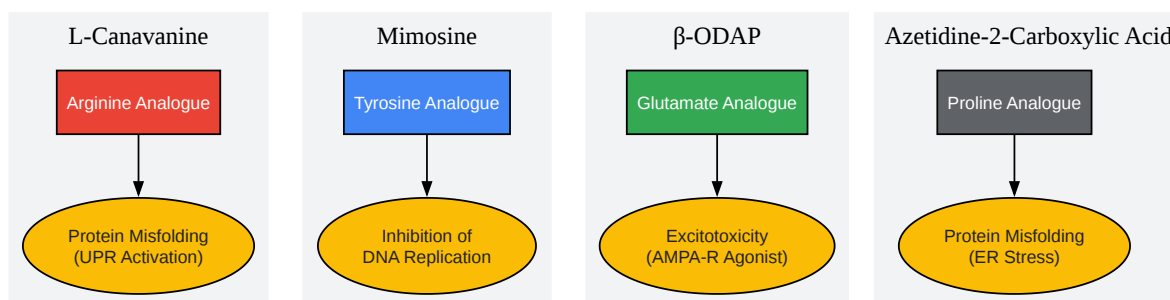 L-Canavanine
Arginine Analogue
Protein Misfolding
(UPR Activation)
Mimosine
Tyrosine Analogue
Inhibition of
DNA Replication
β-ODAP
Glutamate Analogue
Excitotoxicity
(AMPA-R Agonist)
Azetidine-2-Carboxylic Acid
Proline Analogue
Protein Misfolding
(ER Stress)